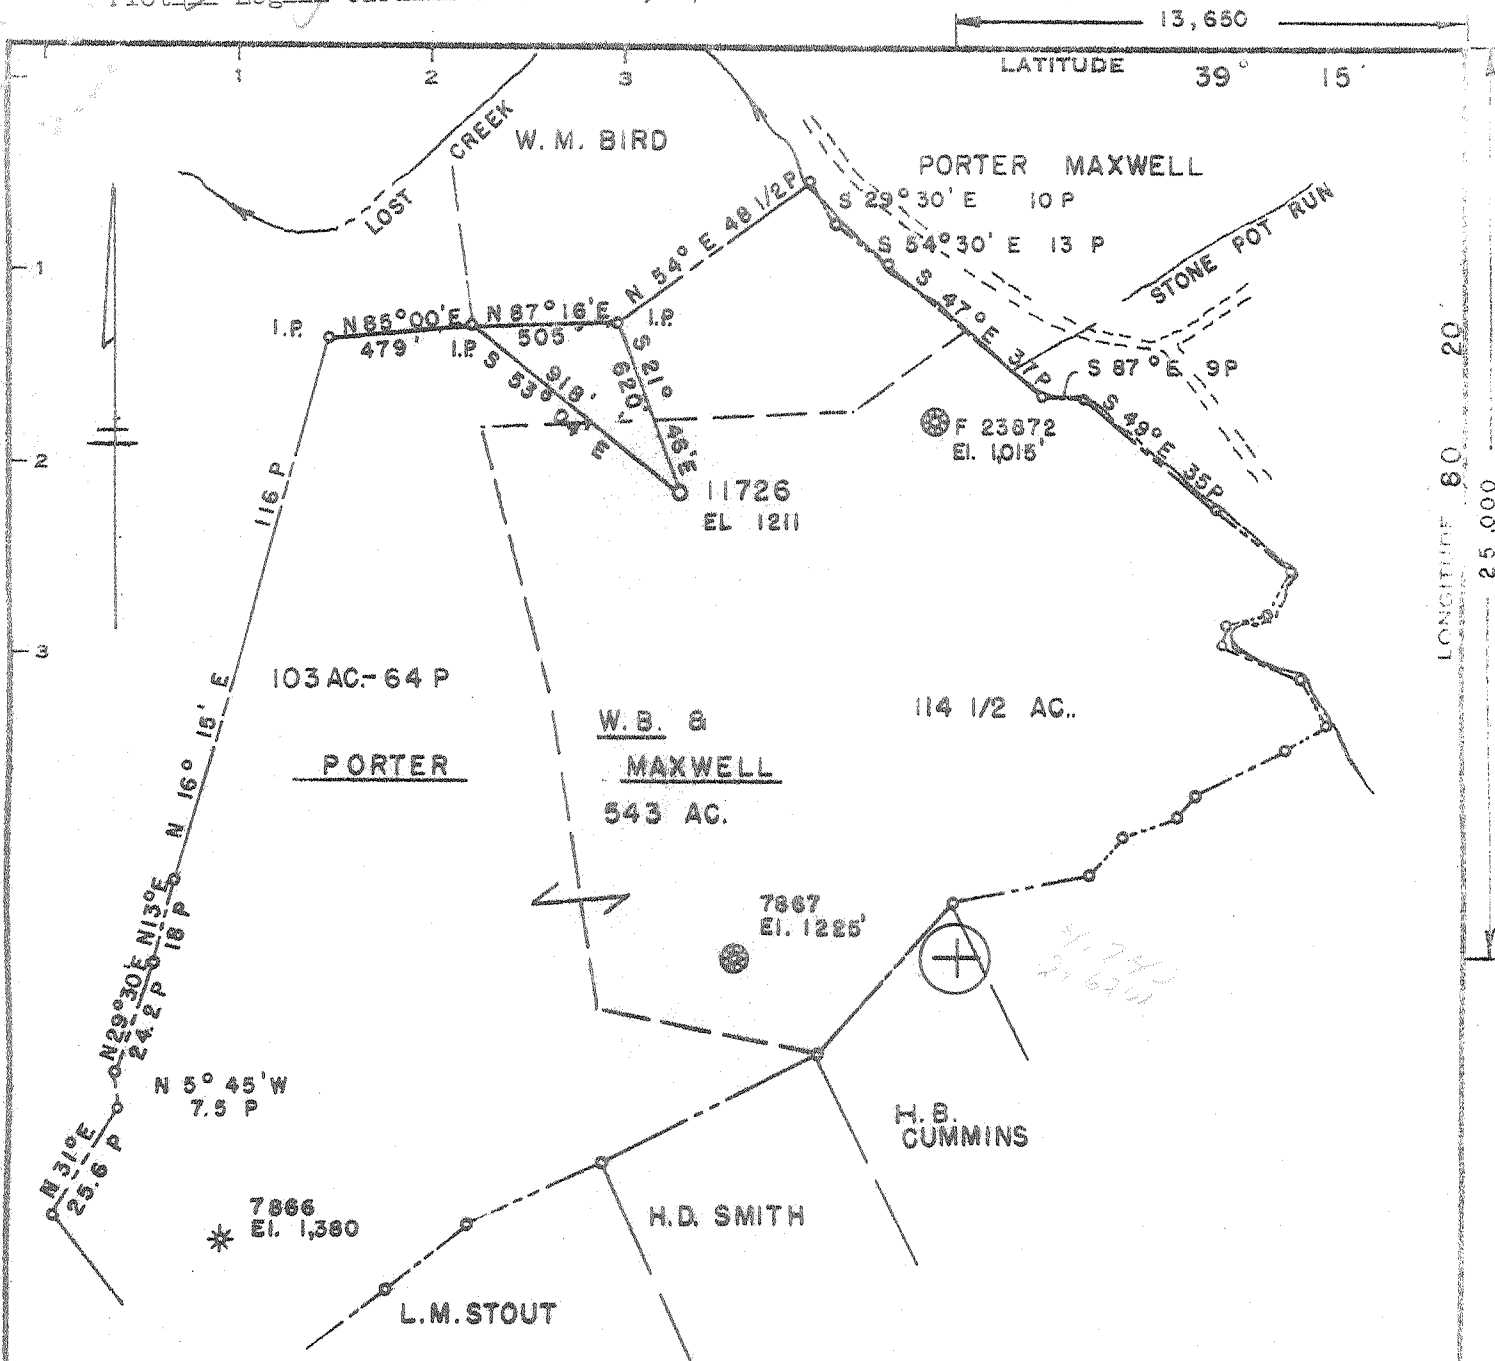 13,650
LATITUDE 39° 15'
1 2 3
LOST CREEK
W. M. BIRD
PORTER MAXWELL
S 29° 30' E 10 P
S 54° 30' E 13 P
STONE POT RUN
N 54° E 48 1/2 P
S 47° E 37 P
1
I.P.
N 85° 00' E
479'
I.P.
N 87° 16' E
505'
I.P.
S 21° 46' E
620'
S 53° 47' E
918'
S 87° E 9 P
S 49° E 35 P
F 23872
El. 1,015'
2
11726
EL 1211
LONGITUDE 80 20'
25,000
116 P
N 16° 15' E
3
103 AC.- 64 P
114 1/2 AC..
W. B. &
PORTER MAXWELL
543 AC.
N 13° E
18 P
7867
El. 1225'
N 29° 30' E
24.2 P
N 5° 45' W
7.5 P
H. B.
CUMMINS
N 31° E
25.6 P
7866
El. 1,380
H.D. SMITH
L.M. STOUT